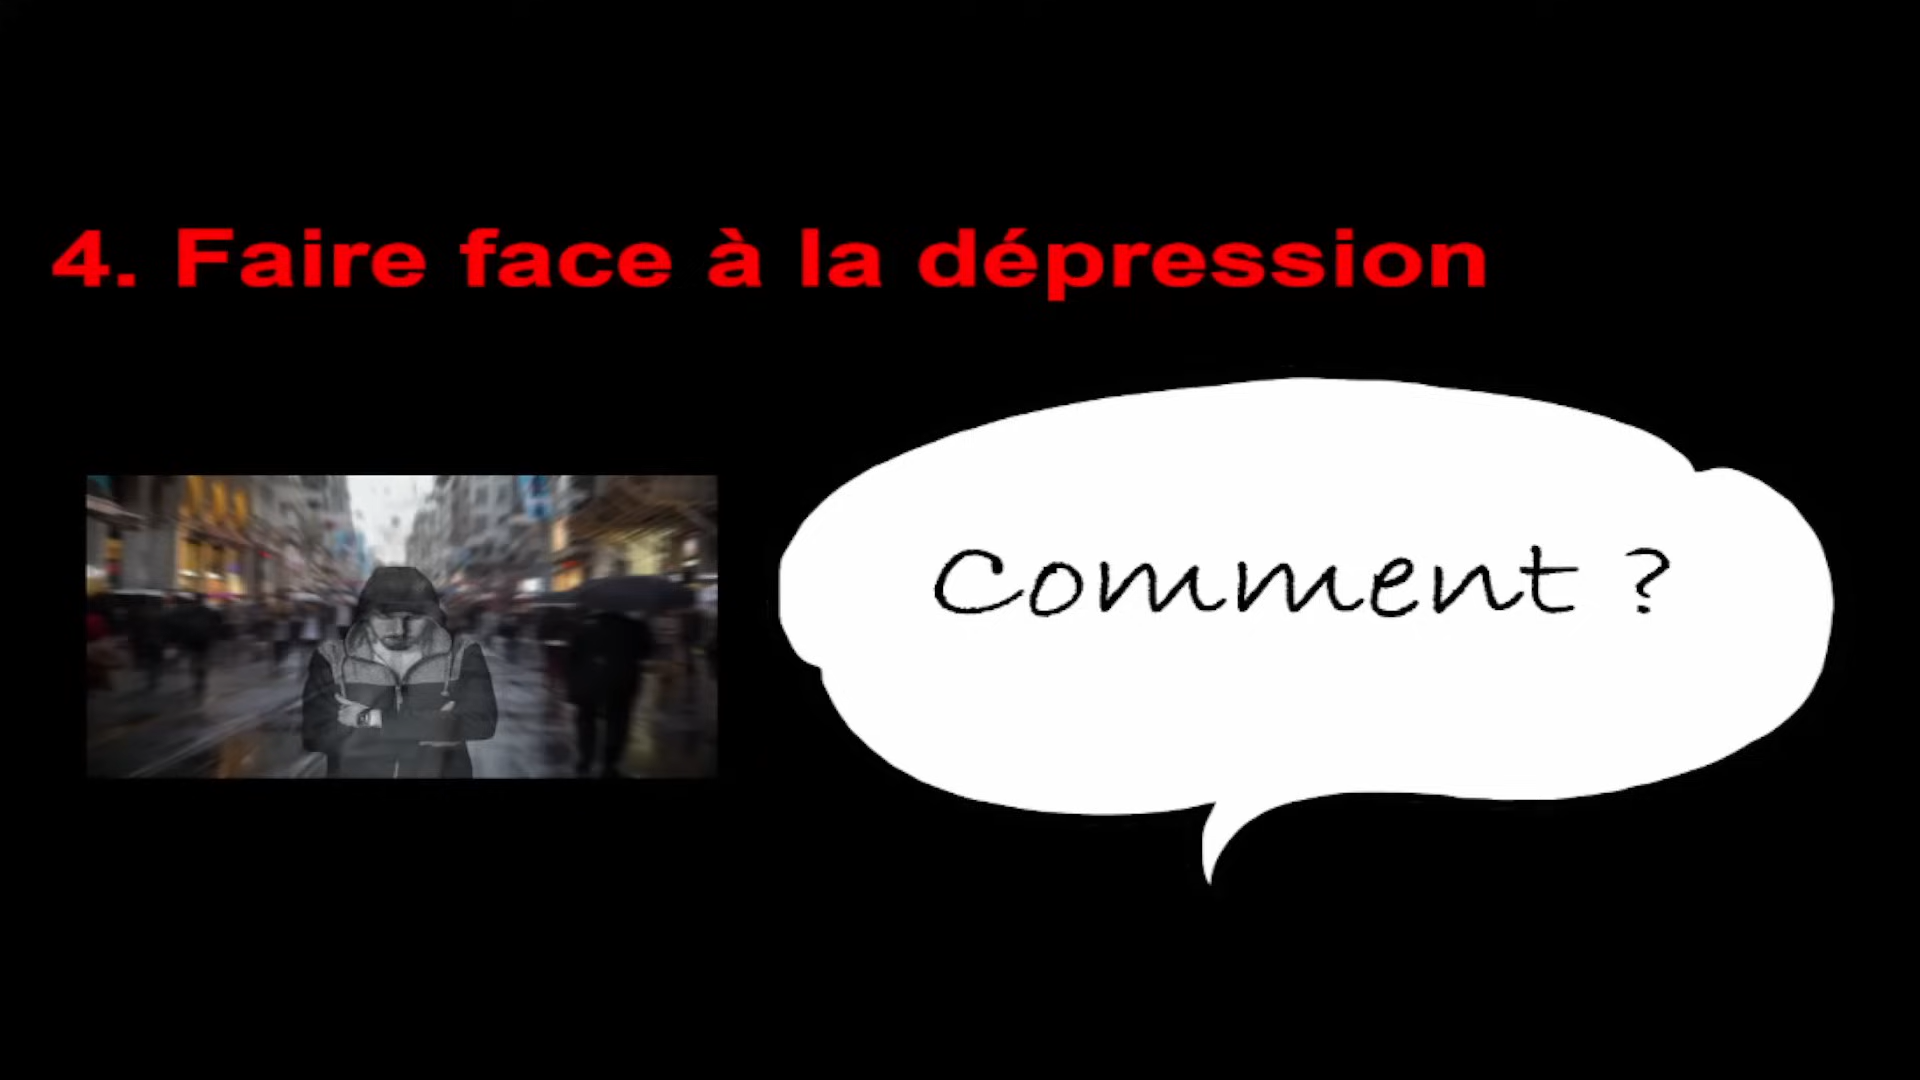 4. Faire face à la dépression
Comment ?